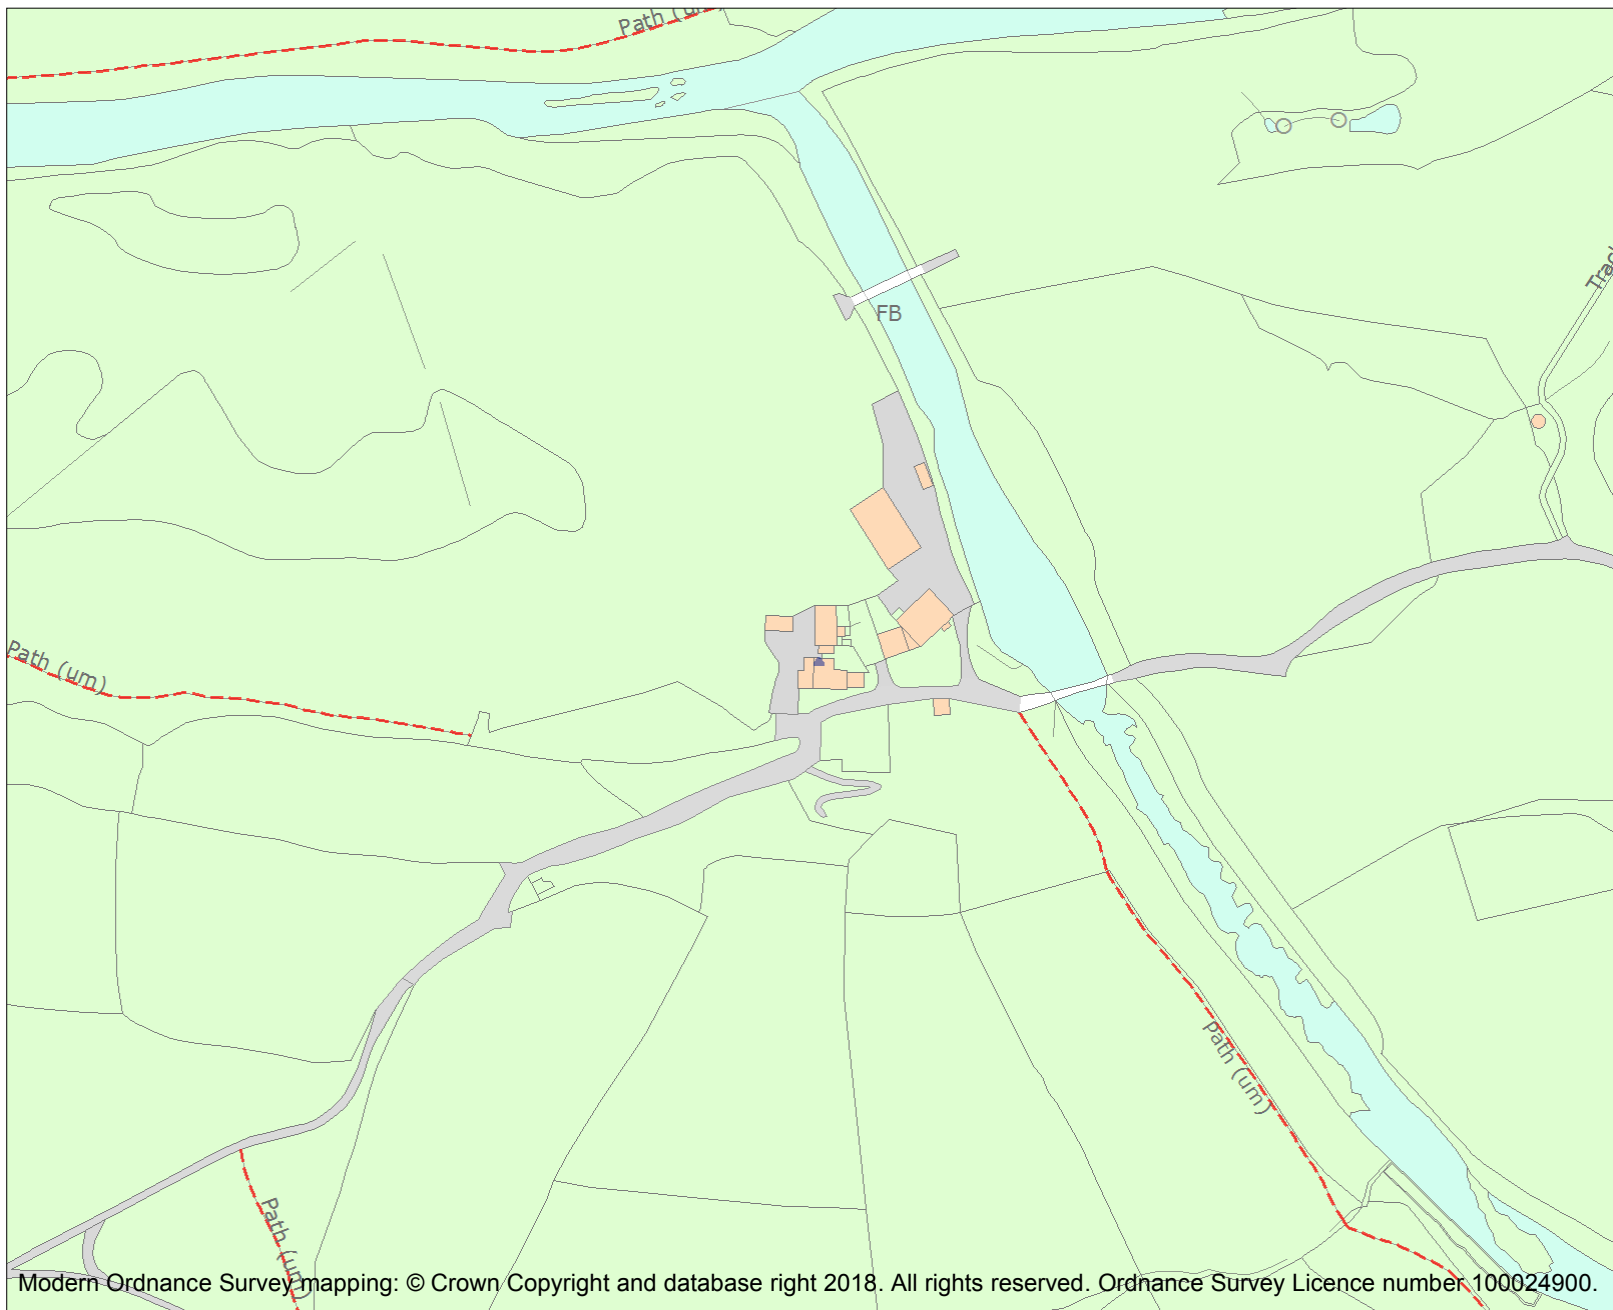 Path (um)
FB
Path (um)
Path (um)
Path (um)
Modern Ordnance Survey mapping: © Crown Copyright and database right 2018. All rights reserved. Ordnance Survey Licence number 100024900.